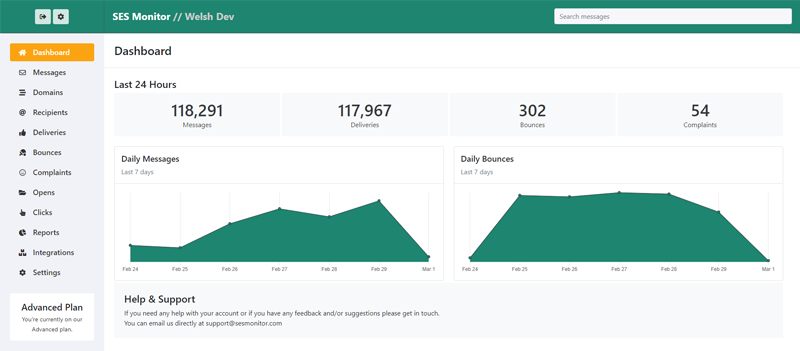 SES Monitor // Welsh Dev
Search messages
Dashboard
Messages
Domains
Recipients
Deliveries
Bounces
Complaints
Opens
Clicks
Reports
Integrations
Settings
Advanced Plan
You're currently on our
Advanced plan.
Dashboard
Last 24 Hours
118,291
Messages
117,967
Deliveries
302
Bounces
54
Complaints
Daily Messages
Last 7 days
Feb 24 Feb 25 Feb 26 Feb 27 Feb 28 Feb 29 Mar 1
Daily Bounces
Last 7 days
Feb 24 Feb 25 Feb 26 Feb 27 Feb 28 Feb 29 Mar 1
Help & Support
If you need any help with your account or if you have any feedback and/or suggestions please get in touch.
You can email us directly at support@sesmonitor.com